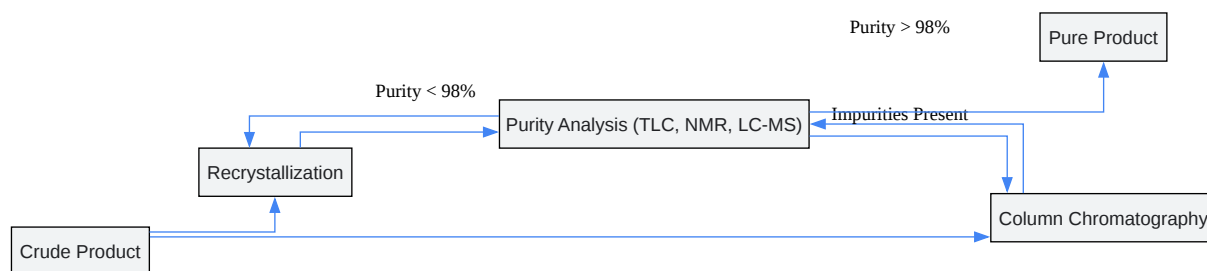 Purity > 98%
Pure Product
Purity < 98%
Purity Analysis (TLC, NMR, LC-MS)
Impurities Present
Recrystallization
Column Chromatography
Crude Product